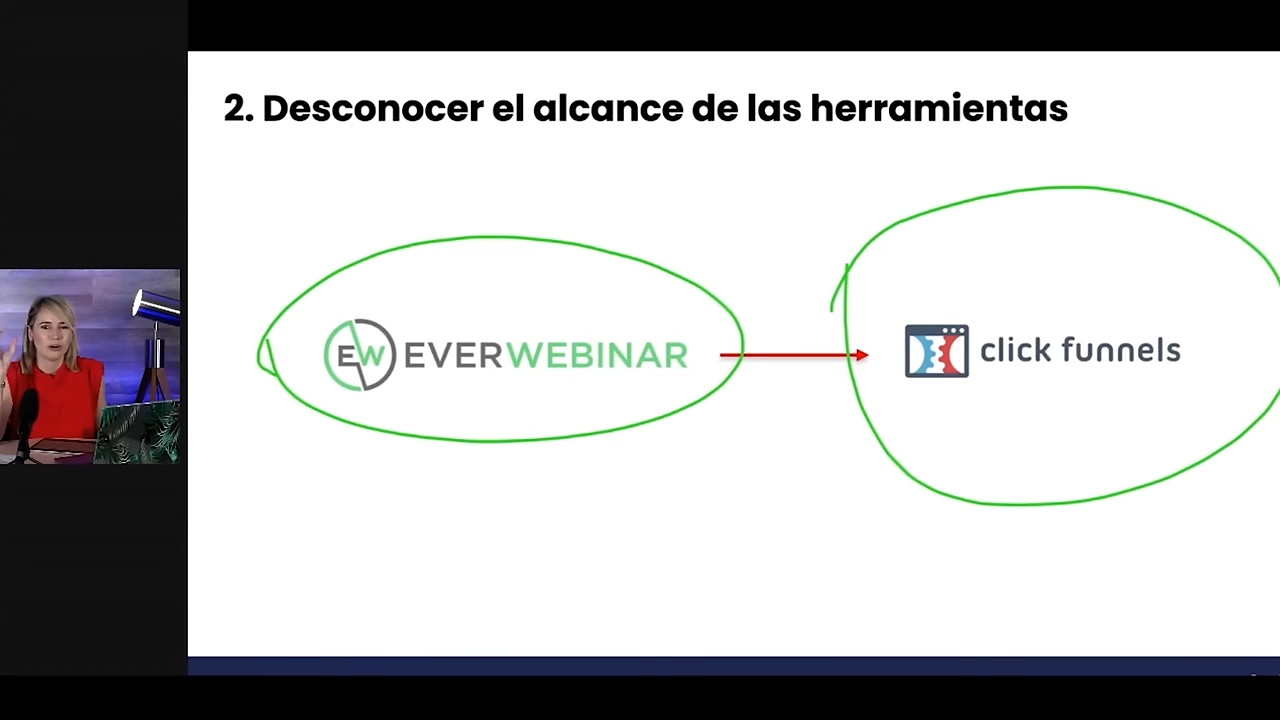 2. Desconocer el alcance de las herramientas
EW EVERWEBINAR
click funnels